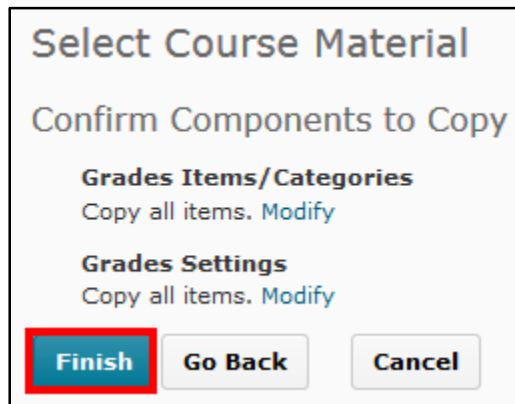 Select Course Material
Confirm Components to Copy
Grades Items/Categories
Copy all items. Modify
Grades Settings
Copy all items. Modify
Finish Go Back Cancel